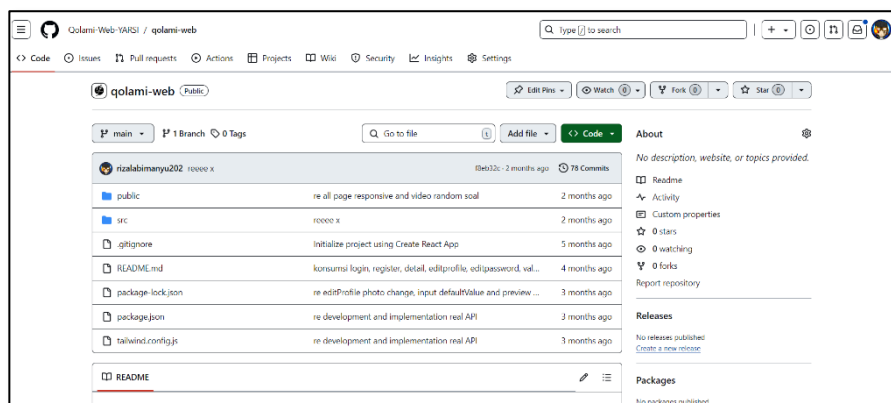 Qolami-Web-YARSI / qolami-web
Type / to search
Code Issues Pull requests Actions Projects Wiki Security Insights Settings
qolami-web Public
Edit Pins Watch 0 Fork 0 Star 0
main 1 Branch 0 Tags Go to file t Add file Code
About
No description, website, or topics provided.
rizalabimanyu202 reeee x f8eb32c · 2 months ago 78 Commits
public re all page responsive and video random soal 2 months ago
src reeee x 2 months ago
.gitignore Initialize project using Create React App 5 months ago
README.md konsumsi login, register, detail, editprofile, editpassword, val... 4 months ago
package-lock.json re editProfile photo change, input defaultValue and preview ... 3 months ago
package.json re development and implementation real API 3 months ago
tailwind.config.js re development and implementation real API 3 months ago
README
Readme
Activity
Custom properties
0 stars
0 watching
0 forks
Report repository
Releases
No releases published
Create a new release
Packages
No packages published